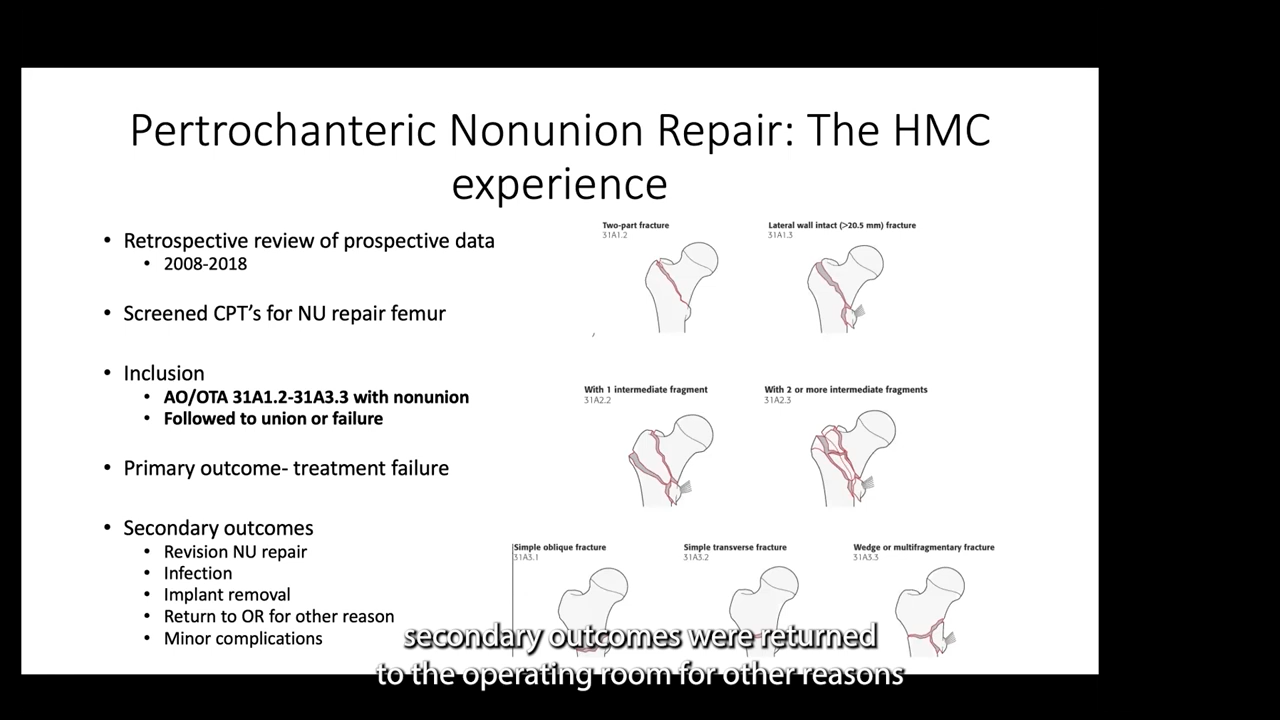 Pertrochanteric Nonunion Repair: The HMC
experience
• Retrospective review of prospective data
• 2008-2018
• Screened CPT's for NU repair femur
• Inclusion
• AO/OTA 31A1.2-31A3.3 with nonunion
• Followed to union or failure
• Primary outcome- treatment failure
• Secondary outcomes
• Revision NU repair
• Infection
• Implant removal
• Return to OR for other reason
• Minor complications
Two-part fracture
31A1.2
Lateral wall intact (>20.5 mm) fracture
31A1.3
With 1 intermediate fragment
31A2.2
With 2 or more intermediate fragments
31A2.3
Simple oblique fracture
31A3.1
Simple transverse fracture
31A3.2
Wedge or multifragmentary fracture
31A3.3
secondary outcomes were returned
to the operating room for other reasons